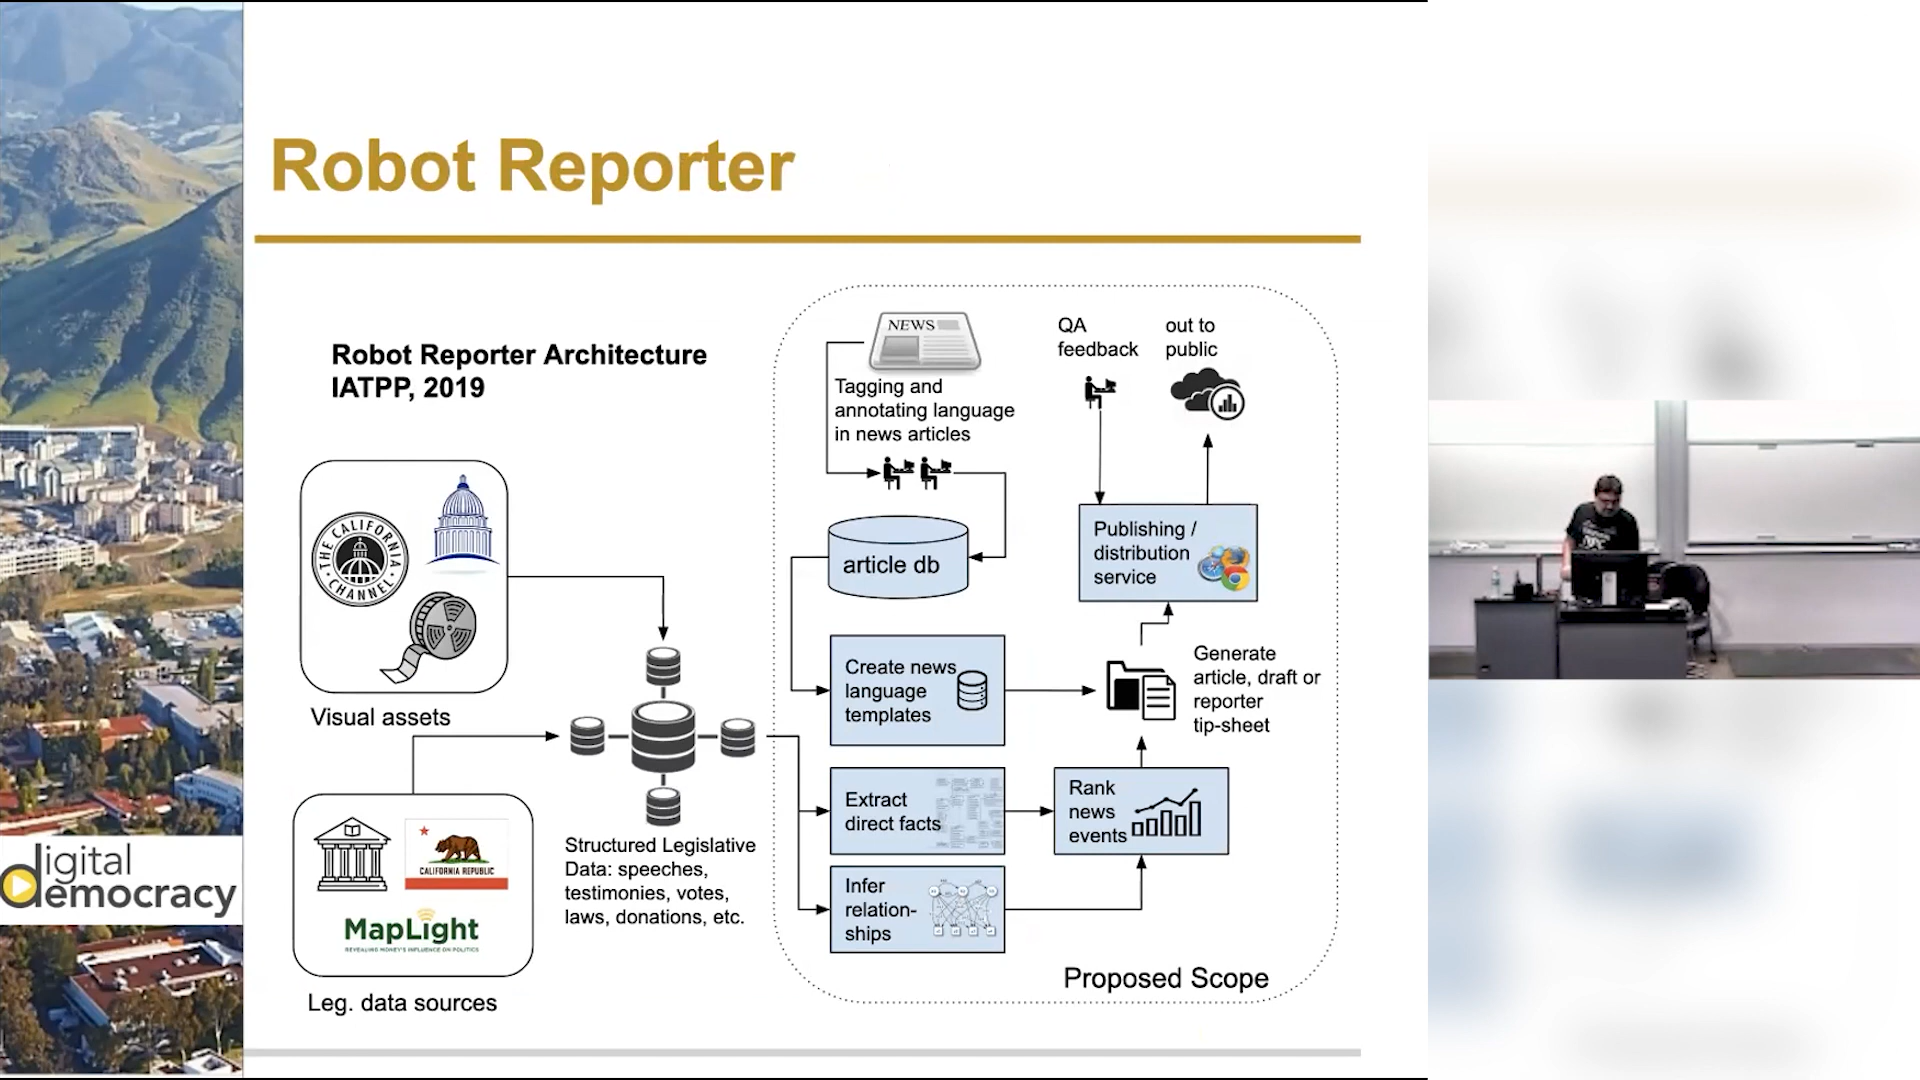 Robot Reporter
Robot Reporter Architecture
IATPP, 2019
THE CALIFORNIA
CHANNEL
Visual assets
CALIFORNIA REPUBLIC
MapLight
REVEALING MONEY'S INFLUENCE ON POLITICS
Leg. data sources
Structured Legislative
Data: speeches,
testimonies, votes,
laws, donations, etc.
NEWS
Tagging and
annotating language
in news articles
article db
Create news
language
templates
Extract
direct facts
Infer
relation-
ships
Rank
news
events
Generate
article, draft or
reporter
tip-sheet
Publishing /
distribution
service
QA
feedback
out to
public
Proposed Scope
digital
democracy